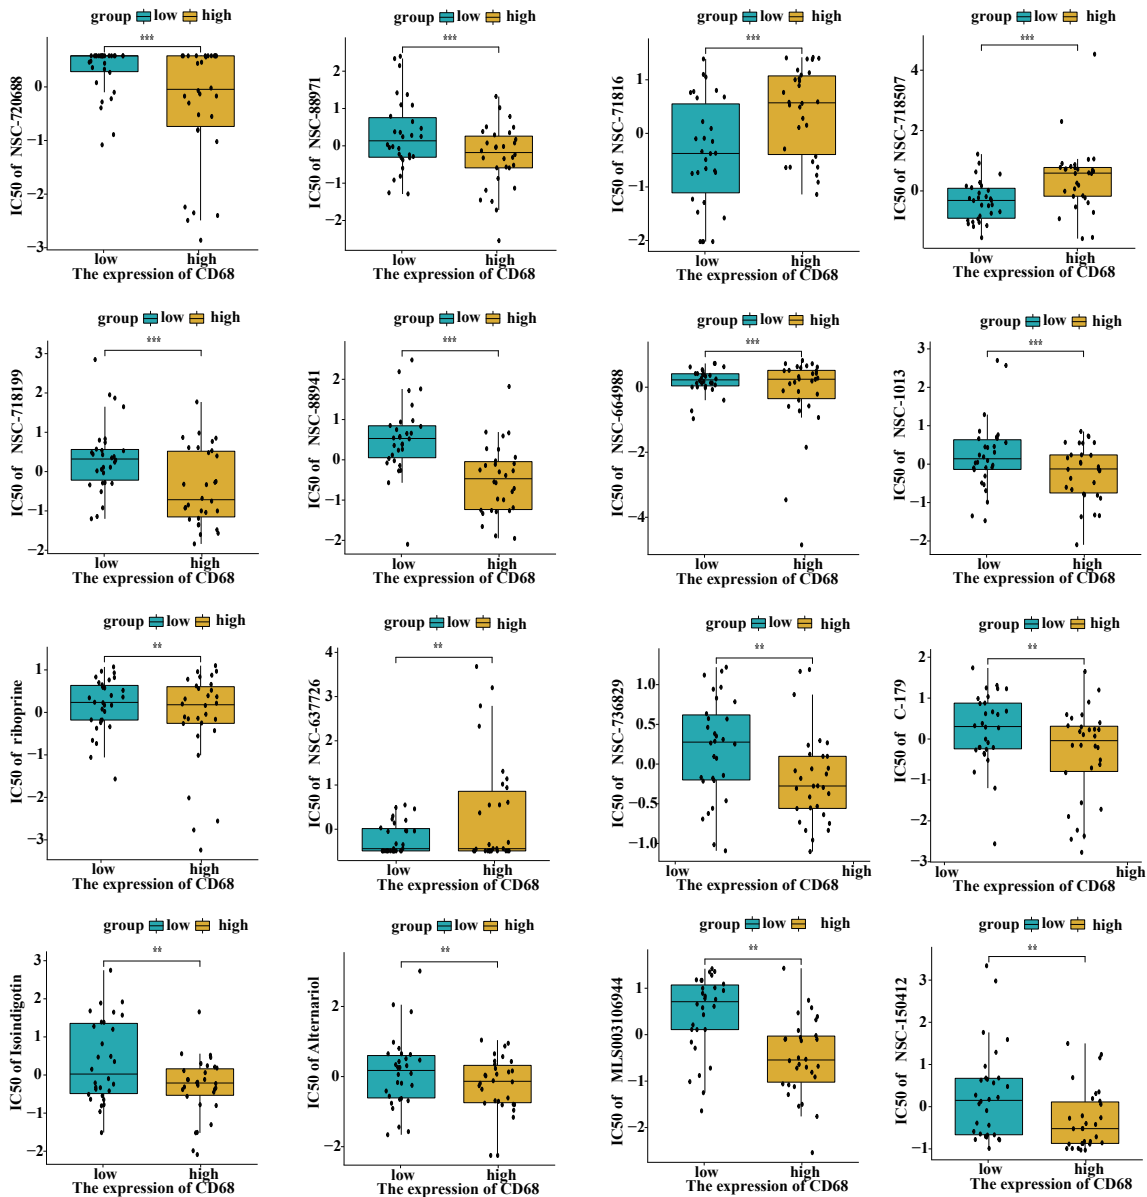 group low high
***
IC50 of NSC-720688
0
−1
−2
−3
low high
The expression of CD68
group low high
***
IC50 of NSC-88971
2
1
0
−1
−2
low high
The expression of CD68
group low high
***
IC50 of NSC-71816
1
0
−1
−2
low high
The expression of CD68
group low high
***
IC50 of NSC-718507
4
0
low high
The expression of CD68
group low high
***
IC50 of NSC-718199
3
2
1
0
−1
−2
low high
The expression of CD68
group low high
***
IC50 of NSC-88941
2
1
0
−1
−2
low high
The expression of CD68
group low high
***
IC50 of NSC-664988
0
−2
−4
low high
The expression of CD68
group low high
***
IC50 of NSC-1013
3
2
1
0
−1
−2
low high
The expression of CD68
group low high
**
IC50 of riboprine
1
0
−1
−2
−3
low high
The expression of CD68
group low high
**
IC50 of NSC-637726
4
3
2
1
0
low high
The expression of CD68
group low high
**
IC50 of NSC-736829
1.0
0.5
0.0
−0.5
−1.0
low high
The expression of CD68
group low high
**
IC50 of C-179
2
1
0
−1
−2
−3
low high
The expression of CD68
group low high
**
IC50 of Isoindigotin
3
2
1
0
−1
−2
low high
The expression of CD68
group low high
**
IC50 of Alternariol
2
0
−2
low high
The expression of CD68
group low high
**
IC50 of MLS003106944
1
0
−1
−2
low high
The expression of CD68
group low high
**
IC50 of NSC-150412
3
2
1
0
−1
low high
The expression of CD68